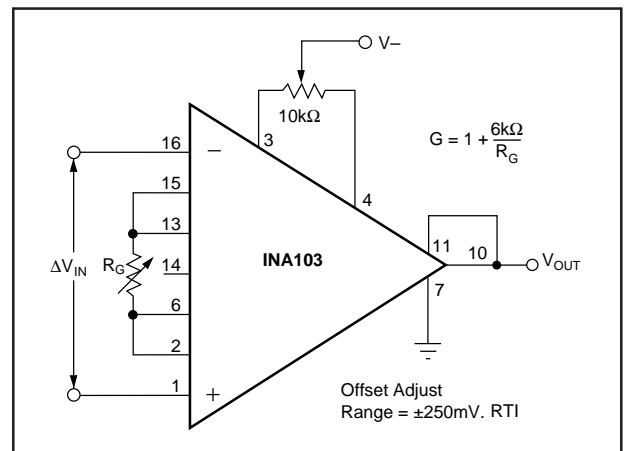 V–
10kΩ
G = 1 + 6kΩ / R_G
3
4
16
–
15
13
R_G
14
6
2
1
+
ΔV_IN
INA103
11
10
7
V_OUT
Offset Adjust
Range = ±250mV. RTI